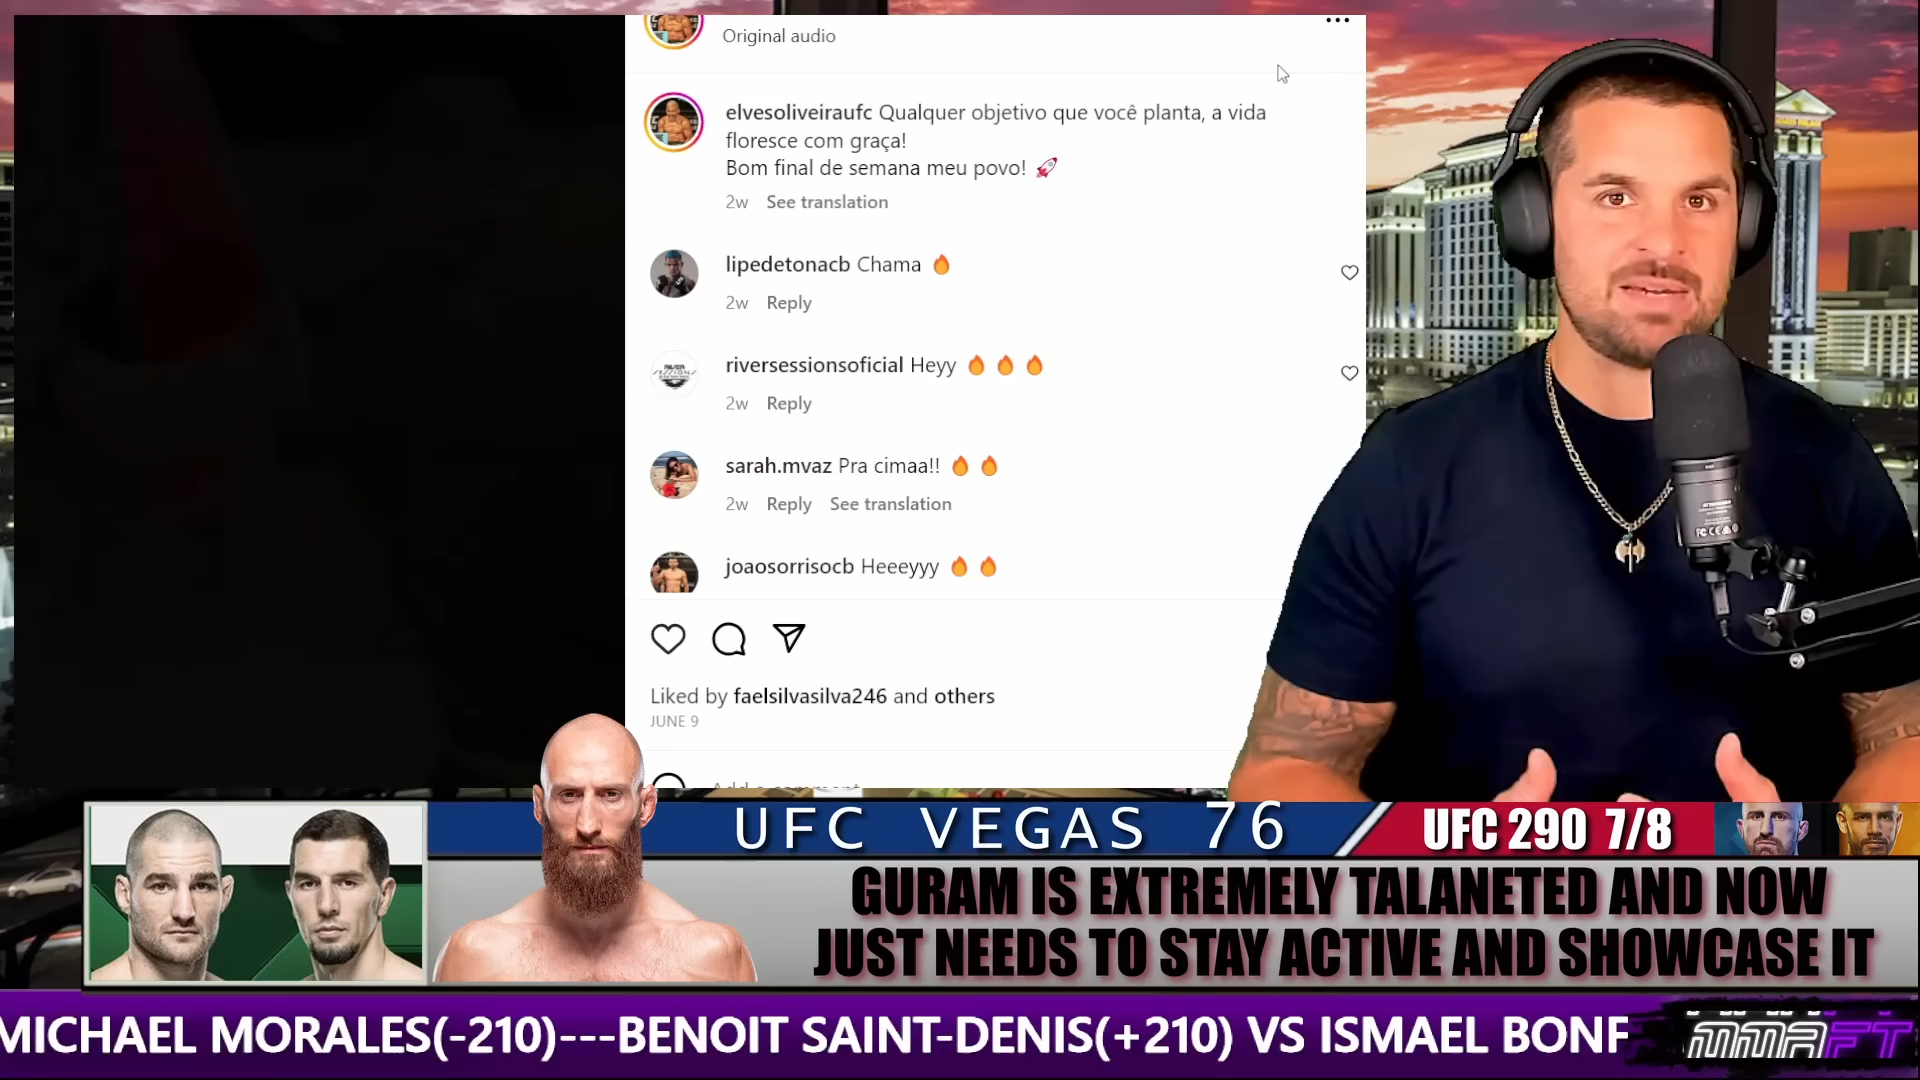 Original audio
elvesoliveiraufc Qualquer objetivo que você planta, a vida
floresce com graça!
Bom final de semana meu povo! 🚀
2w See translation
lipedetonacb Chama 🔥
2w Reply
riversessionsoficial Heyy 🔥 🔥 🔥
2w Reply
sarah.mvaz Pra cimaa!! 🔥 🔥
2w Reply See translation
joaosorrisocb Heeeyyy 🔥 🔥
Liked by faelsilvasilva246 and others
JUNE 9
Add a comment
UFC VEGAS 76
UFC 290 7/8
GURAM IS EXTREMELY TALANETED AND NOW
JUST NEEDS TO STAY ACTIVE AND SHOWCASE IT
MICHAEL MORALES(-210)---BENOIT SAINT-DENIS(+210) VS ISMAEL BONF
MMAFT